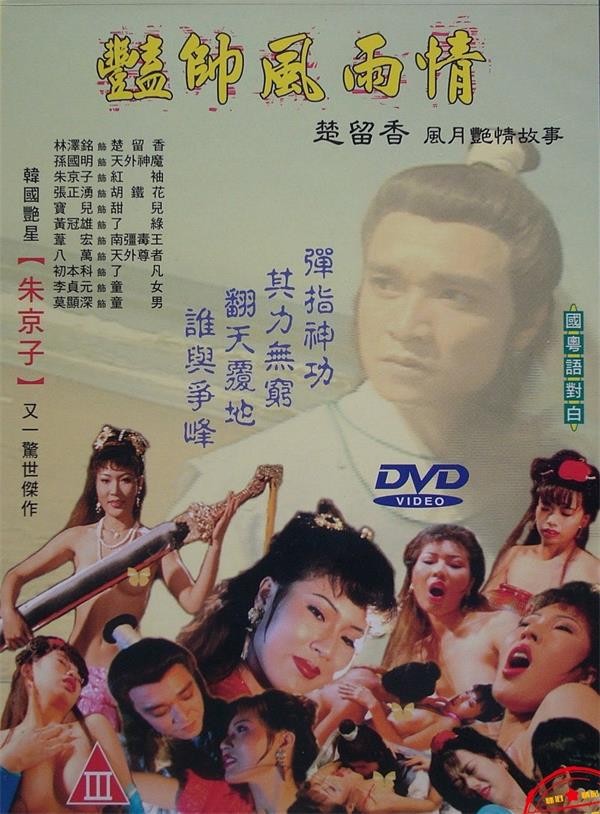 豔帥風雨情
楚留香 風月艷情故事
林澤銘 飾 楚留香
孫國明 飾 天外神魔
朱京子 飾 紅袖
張正湧 飾 胡鐵花
寶兒 飾 甜兒
黃冠雄 飾 了綠
葦宏 飾 南彊毒王
八萬 飾 天外尊者
初本科 飾 了凡
李貞元 飾 童女
莫顯深 飾 童男
韓國艷星【朱京子】又一驚世傑作
彈指神功
其力無窮
翻天覆地
誰與爭峰
國粵語對白
DVD
VIDEO
III